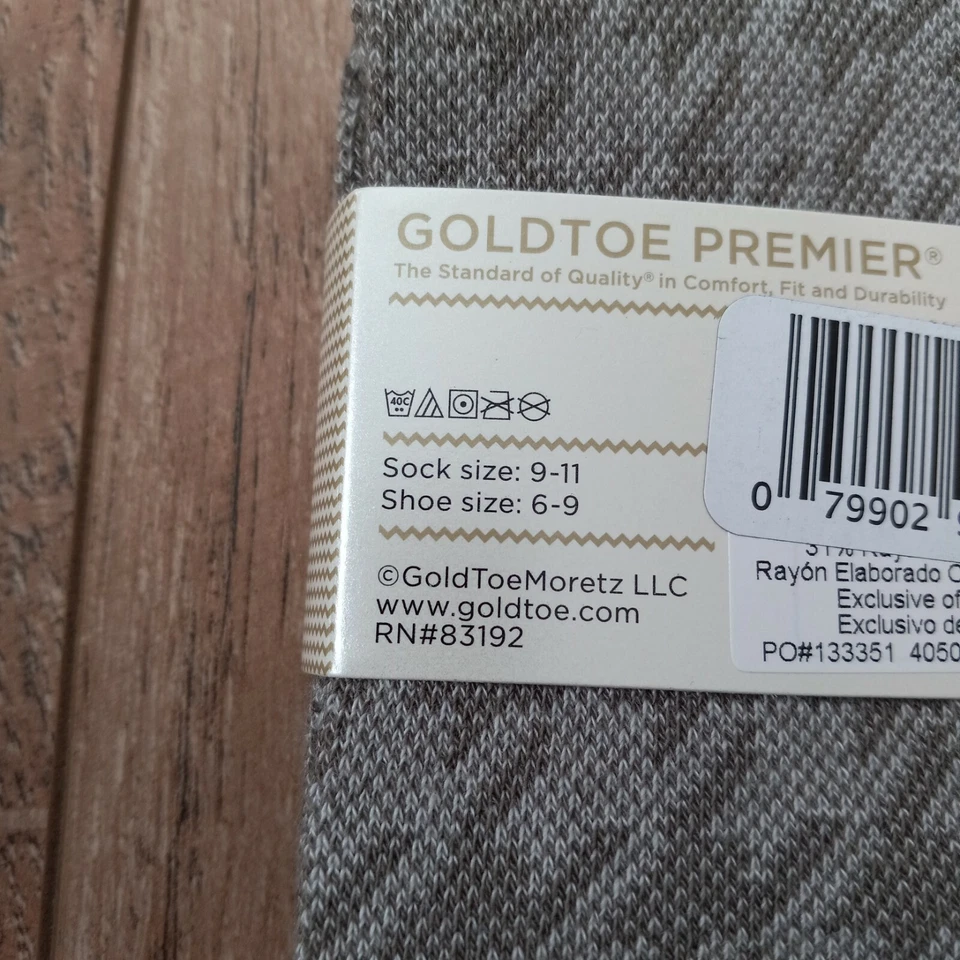 GOLDTOE PREMIER®
The Standard of Quality® in Comfort, Fit and Durability
40C
Sock size: 9-11
Shoe size: 6-9
©GoldToeMoretz LLC
www.goldtoe.com
RN#83192
0 79902
31%
Rayón Elaborado
Exclusive of
Exclusivo de
PO#133351 4050